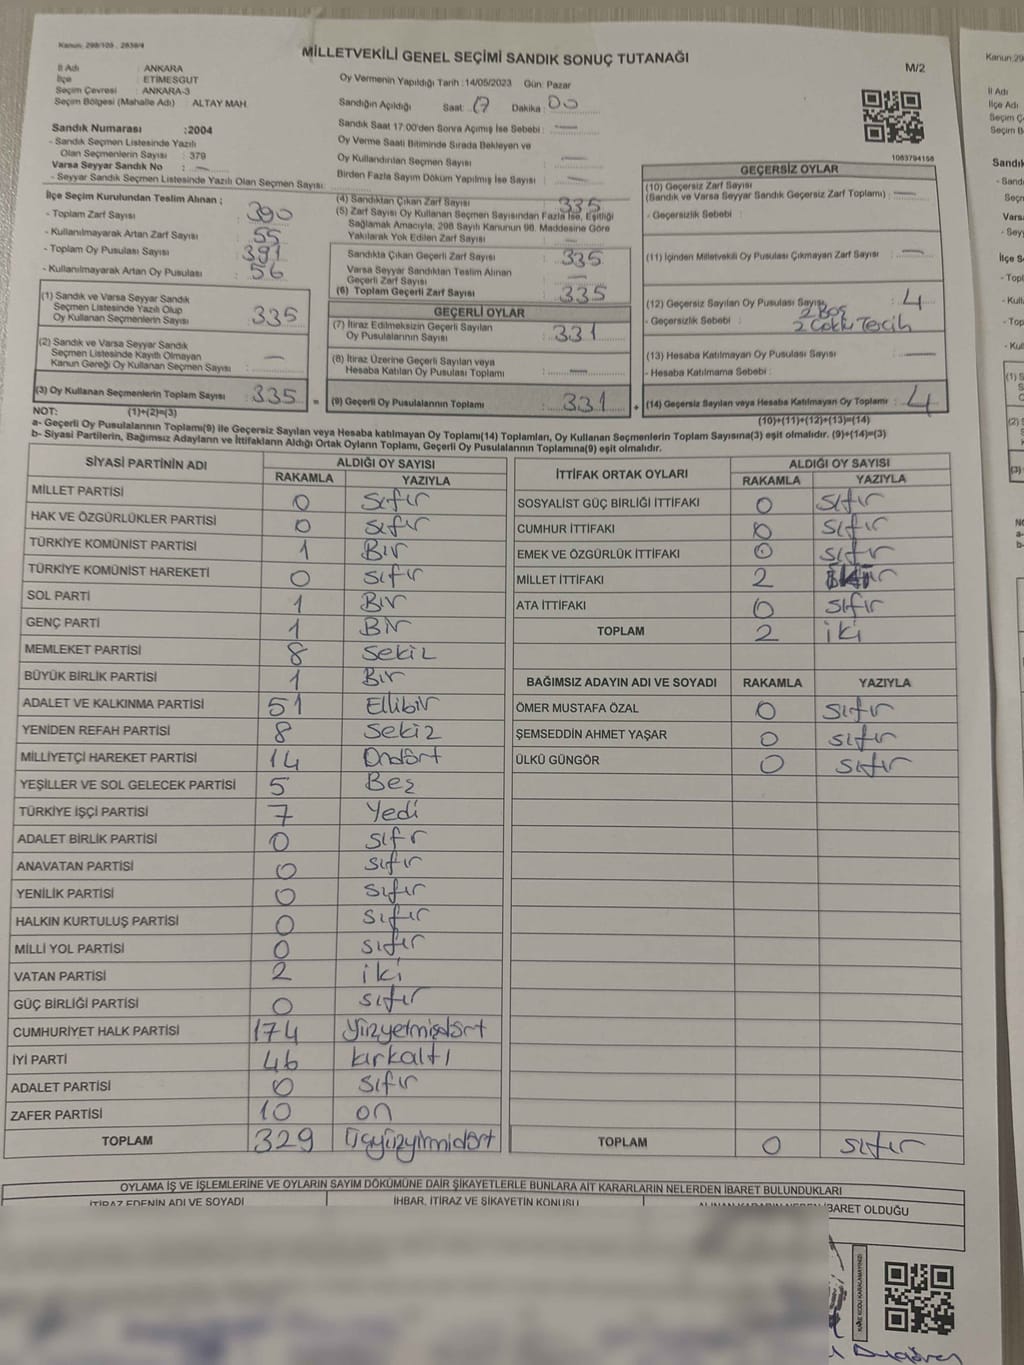 Kanun: 298/105 , 2839/4
MİLLETVEKİLİ GENEL SEÇİMİ SANDIK SONUÇ TUTANAĞI
M/2
İl Adı : ANKARA
İlçe : ETİMESGUT
Seçim Çevresi : ANKARA-3
Seçim Bölgesi (Mahalle Adı) : ALTAY MAH.
Sandık Numarası :2004
- Sandık Seçmen Listesinde Yazılı
Olan Seçmenlerin Sayısı : 379
Varsa Seyyar Sandık No : —
- Seyyar Sandık Seçmen Listesinde Yazılı Olan Seçmen Sayısı :
Oy Vermenin Yapıldığı Tarih :14/05/2023 Gün: Pazar
Sandığın Açıldığı Saat: 17 Dakika: 00
Sandık Saat 17:00'den Sonra Açımış İse Sebebi : —
Oy Verme Saati Bitiminde Sırada Bekleyen ve
Oy Kullandırılan Seçmen Sayısı : —
Birden Fazla Sayım Döküm Yapılmış İse Sayısı : —
1083794156
İlçe Seçim Kurulundan Teslim Alınan ;
- Toplam Zarf Sayısı : 390
- Kullanılmayarak Artan Zarf Sayısı : 55
- Toplam Oy Pusulası Sayısı : 391
- Kullanılmayarak Artan Oy Pusulası : 56
(1) Sandık ve Varsa Seyyar Sandık
Seçmen Listesinde Yazılı Olup
Oy Kullanan Seçmenlerin Sayısı : 335
(2) Sandık ve Varsa Seyyar Sandık
Seçmen Listesinde Kayıtlı Olmayan
Kanun Gereği Oy Kullanan Seçmen Sayısı : —
(3) Oy Kullanan Seçmenlerin Toplam Sayısı : 335 =
(4) Sandıktan Çıkan Zarf Sayısı : 335
(5) Zarf Sayısı Oy Kullanan Seçmen Sayısından Fazla İse, Eşitliği
Sağlamak Amacıyla, 298 Sayılı Kanunun 98. Maddesine Göre
Yakılarak Yok Edilen Zarf Sayısı : —
Sandıkta Çıkan Geçerli Zarf Sayısı : 335
Varsa Seyyar Sandıktan Teslim Alınan
Geçerli Zarf Sayısı : —
(6) Toplam Geçerli Zarf Sayısı : 335
GEÇERLİ OYLAR
(7) İtiraz Edilmeksizin Geçerli Sayılan
Oy Pusulalarının Sayısı : 331
(8) İtiraz Üzerine Geçerli Sayılan veya
Hesaba Katılan Oy Pusulası Toplamı : —
(9) Geçerli Oy Pusulalarının Toplamı : 331 +
GEÇERSİZ OYLAR
(10) Geçersiz Zarf Sayısı
(Sandık ve Varsa Seyyar Sandık Geçersiz Zarf Toplamı) : —
- Geçersizlik Sebebi :
(11) İçinden Milletvekili Oy Pusulası Çıkmayan Zarf Sayısı : —
(12) Geçersiz Sayılan Oy Pusulası Sayısı : 4
- Geçersizlik Sebebi : 2 Boş
2 Çoklu Tercih
(13) Hesaba Katılmayan Oy Pusulası Sayısı : —
- Hesaba Katılmama Sebebi :
(14) Geçersiz Sayılan veya Hesaba Katılmayan Oy Toplamı : 4
(10)+(11)+(12)+(13)=(14)
NOT: (1)+(2)=(3)
a- Geçerli Oy Pusulalarının Toplamı(9) ile Geçersiz Sayılan veya Hesaba katılmayan Oy Toplamı(14) Toplamları, Oy Kullanan Seçmenlerin Toplam Sayısına(3) eşit olmalıdır. (9)+(14)=(3)
b- Siyasi Partilerin, Bağımsız Adayların ve İttifakların Aldığı Ortak Oyların Toplamı, Geçerli Oy Pusulalarının Toplamına(9) eşit olmalıdır.
SİYASİ PARTİNİN ADI ALDIĞI OY SAYISI
RAKAMLA YAZIYLA
MİLLET PARTİSİ 0 sıfır
HAK VE ÖZGÜRLÜKLER PARTİSİ 0 sıfır
TÜRKİYE KOMÜNİST PARTİSİ 1 Bir
TÜRKİYE KOMÜNİST HAREKETİ 0 sıfır
SOL PARTİ 1 Bir
GENÇ PARTİ 1 Bir
MEMLEKET PARTİSİ 8 sekiz
BÜYÜK BİRLİK PARTİSİ 1 Bir
ADALET VE KALKINMA PARTİSİ 51 Ellibir
YENİDEN REFAH PARTİSİ 8 sekiz
MİLLİYETÇİ HAREKET PARTİSİ 14 Ondört
YEŞİLLER VE SOL GELECEK PARTİSİ 5 Beş
TÜRKİYE İŞÇİ PARTİSİ 7 Yedi
ADALET BİRLİK PARTİSİ 0 sıfır
ANAVATAN PARTİSİ 0 sıfır
YENİLİK PARTİSİ 0 sıfır
HALKIN KURTULUŞ PARTİSİ 0 sıfır
MİLLİ YOL PARTİSİ 0 sıfır
VATAN PARTİSİ 2 iki
GÜÇ BİRLİĞİ PARTİSİ 0 sıfır
CUMHURİYET HALK PARTİSİ 174 Yüzyetmişdört
İYİ PARTİ 46 kırkaltı
ADALET PARTİSİ 0 sıfır
ZAFER PARTİSİ 10 on
TOPLAM 329 Üçyüzyirmidört
İTTİFAK ORTAK OYLARI ALDIĞI OY SAYISI
RAKAMLA YAZIYLA
SOSYALİST GÜÇ BİRLİĞİ İTTİFAKI 0 sıfır
CUMHUR İTTİFAKI 0 sıfır
EMEK VE ÖZGÜRLÜK İTTİFAKI 0 sıfır
MİLLET İTTİFAKI 2
ATA İTTİFAKI 0 sıfır
TOPLAM 2 iki
BAĞIMSIZ ADAYIN ADI VE SOYADI RAKAMLA YAZIYLA
ÖMER MUSTAFA ÖZAL 0 sıfır
ŞEMSEDDİN AHMET YAŞAR 0 sıfır
ÜLKÜ GÜNGÖR 0 sıfır
TOPLAM 0 sıfır
OYLAMA İŞ VE İŞLEMLERİNE VE OYLARIN SAYIM DÖKÜMÜNE DAİR ŞİKAYETLERLE BUNLARA AİT KARARLARIN NELERDEN İBARET BULUNDUKLARI
İTİRAZ EDENİN ADI VE SOYADI İHBAR, İTİRAZ VE ŞİKAYETİN KONUSU İBARET OLDUĞU
KARE KODU KARALAMAYINIZ!
Kanun:29
İl Adı
İlçe Adı
Seçim Ç
Seçim B
Sandı